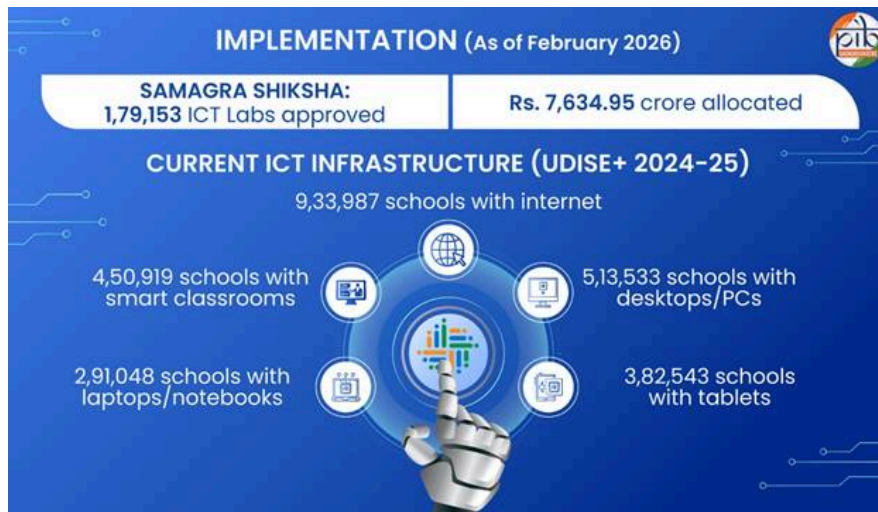 IMPLEMENTATION (As of February 2026)
pib
SAMAGRA SHIKSHA:
1,79,153 ICT Labs approved
Rs. 7,634.95 crore allocated
CURRENT ICT INFRASTRUCTURE (UDISE+ 2024-25)
9,33,987 schools with internet
4,50,919 schools with
smart classrooms
5,13,533 schools with
desktops/PCs
2,91,048 schools with
laptops/notebooks
3,82,543 schools
with tablets